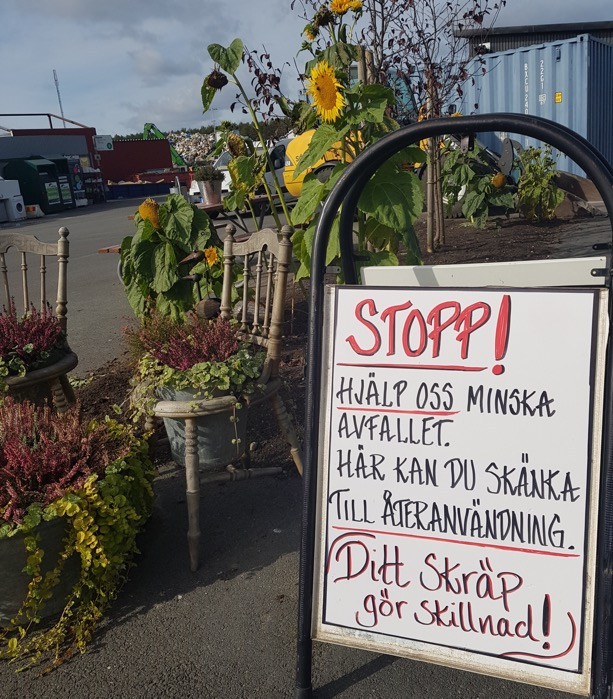 STOPP!
HJÄLP OSS MINSKA
AVFALLET.
HÄR KAN DU SKÄNKA
TILL ÅTERANVÄNDNING.
Ditt Skräp
gör skillnad!